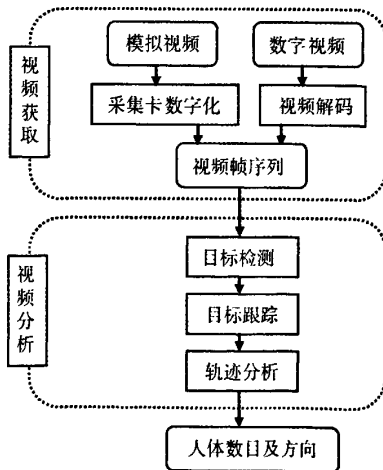 模拟视频
数字视频
采集卡数字化
视频解码
视频获取
视频帧序列
目标检测
目标跟踪
视频分析
轨迹分析
人体数目及方向